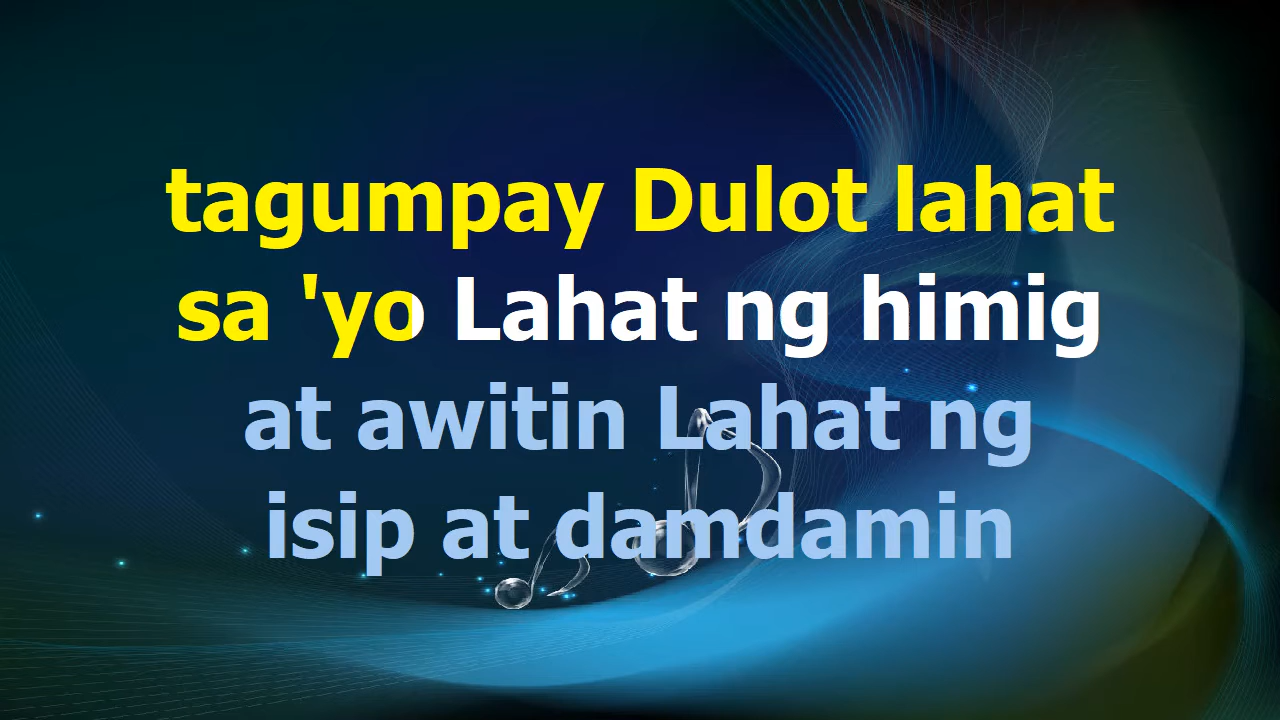 tagumpay Dulot lahat
sa 'yo Lahat ng himig
at awitin Lahat ng
isip at damdamin